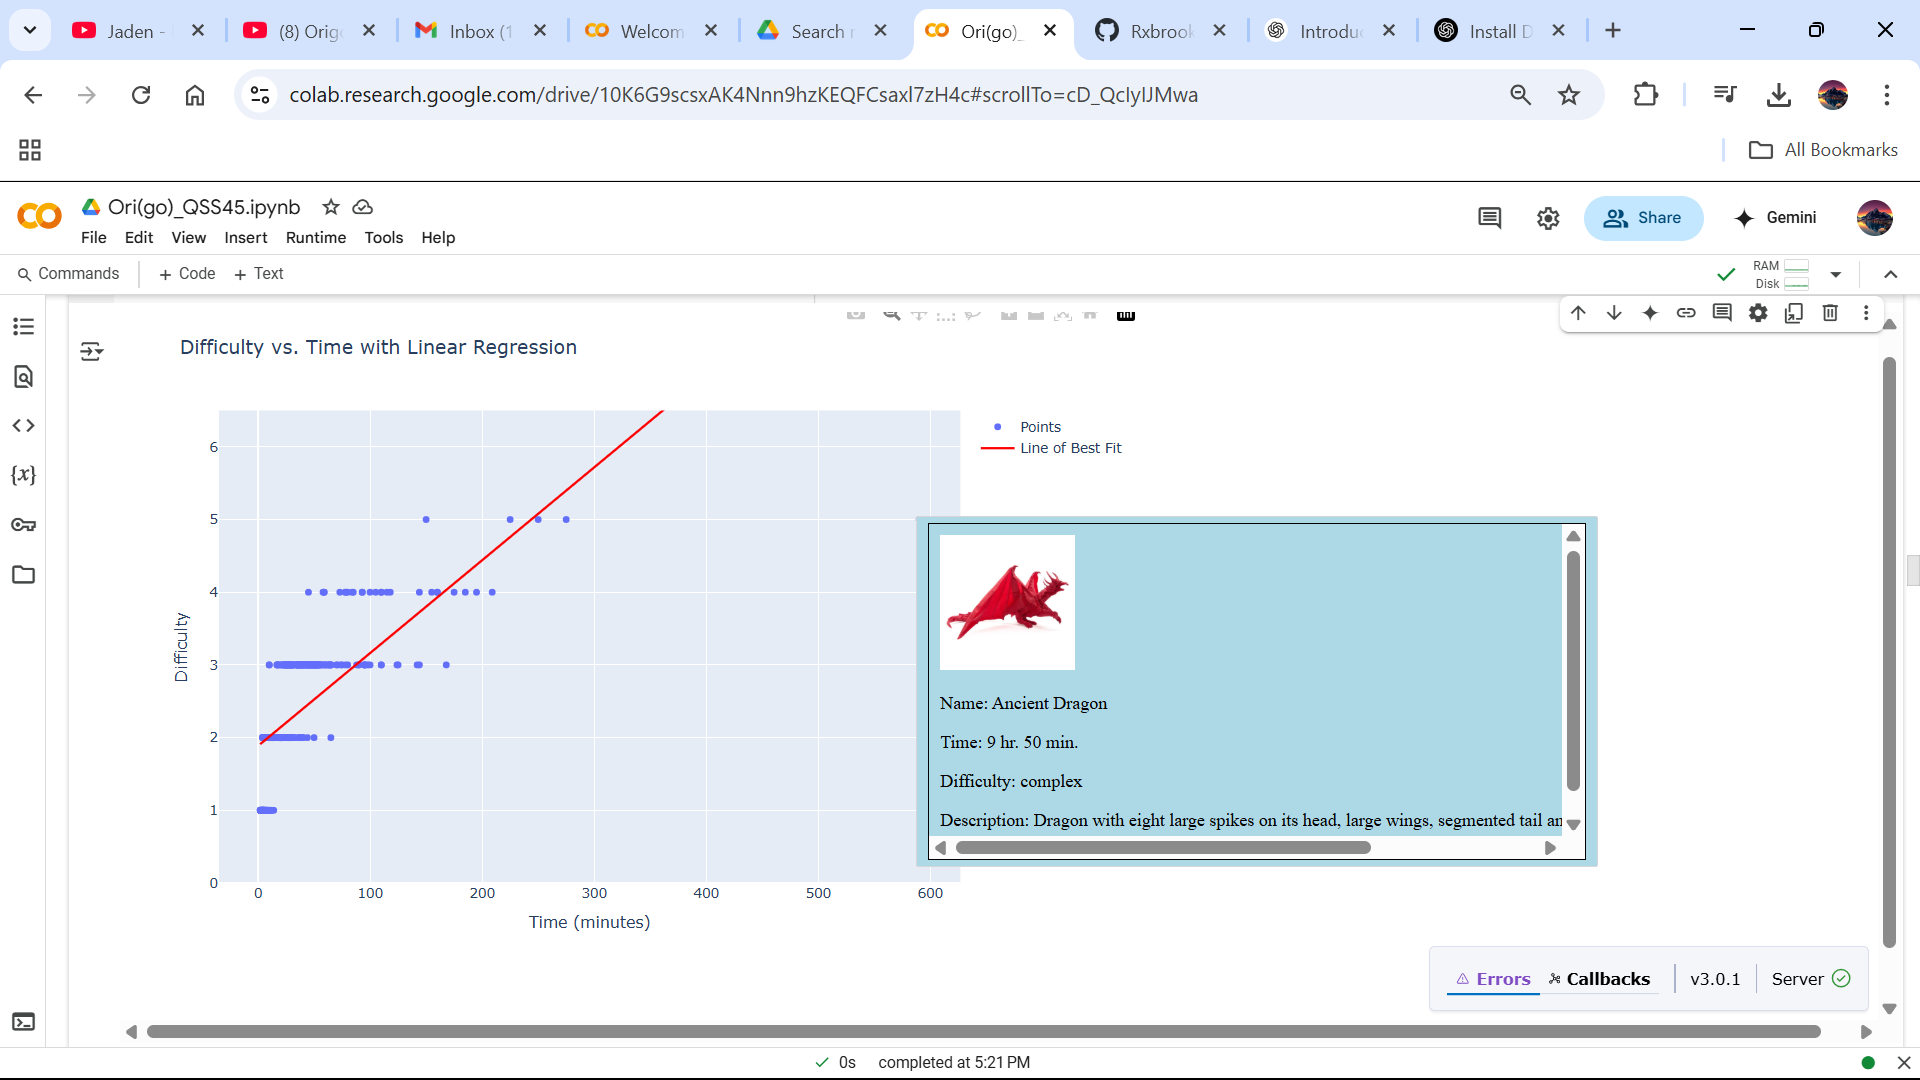 Jaden -
(8) Orig
Inbox (1
Welcom
Search r
Ori(go)_
Rxbrook
Introdu
Install D
colab.research.google.com/drive/10K6G9scsxAK4Nnn9hzKEQFCsaxl7zH4c#scrollTo=cD_QcIylJMwa
All Bookmarks
Ori(go)_QSS45.ipynb
File Edit View Insert Runtime Tools Help
Share
Gemini
Commands
+ Code + Text
RAM
Disk
Difficulty vs. Time with Linear Regression
Points
Line of Best Fit
6
5
4
3
2
1
0
Difficulty
0 100 200 300 400 500 600
Time (minutes)
Name: Ancient Dragon
Time: 9 hr. 50 min.
Difficulty: complex
Description: Dragon with eight large spikes on its head, large wings, segmented tail an
Errors Callbacks v3.0.1 Server
0s completed at 5:21 PM